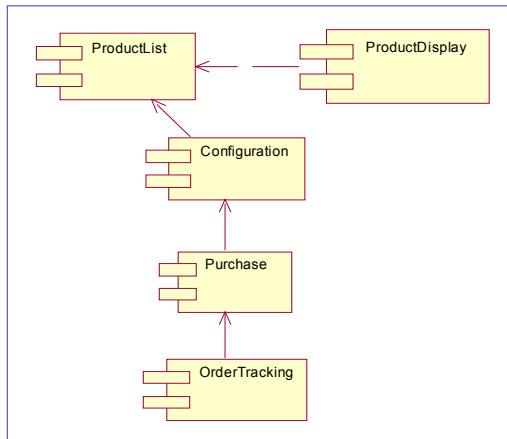 ProductList
ProductDisplay
Configuration
Purchase
OrderTracking